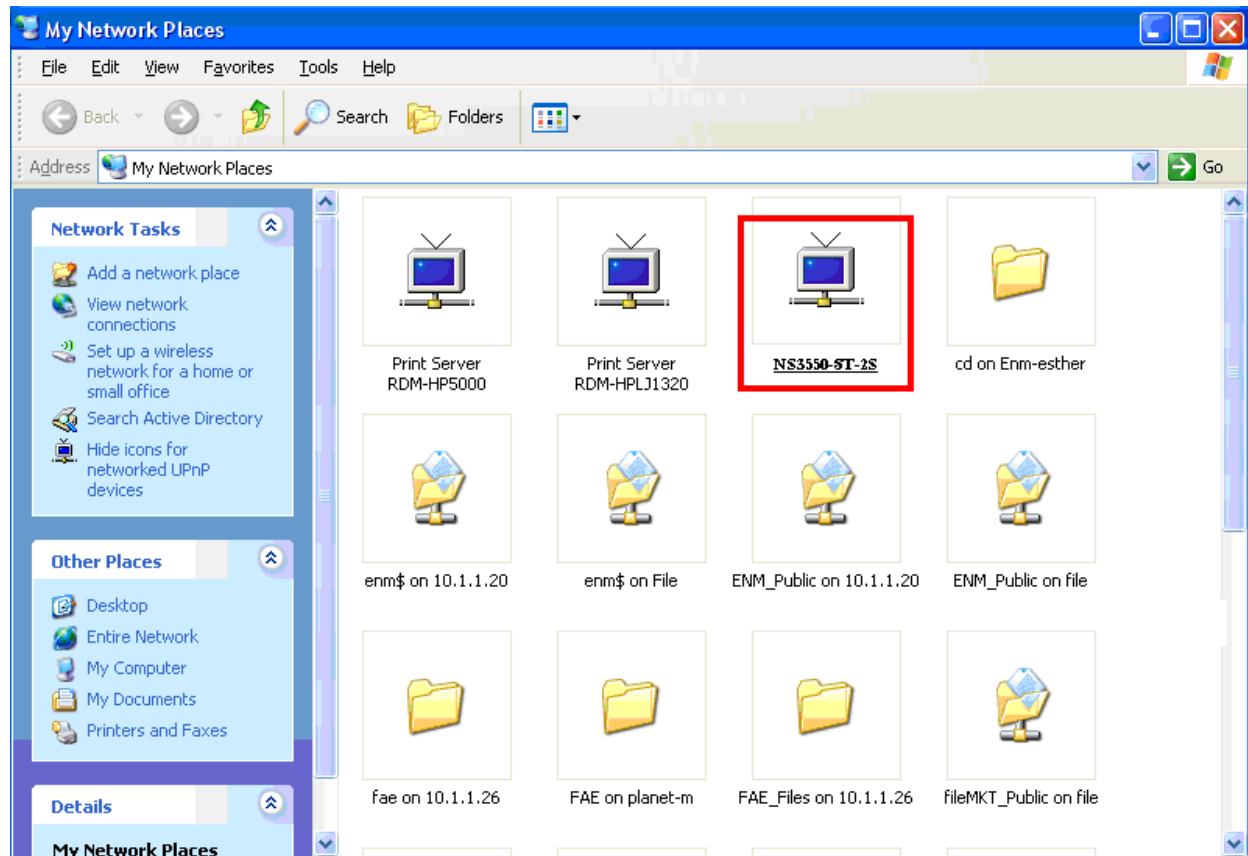 My Network Places
File Edit View Favorites Tools Help
Back Search Folders
Address My Network Places Go
Network Tasks
Add a network place
View network
connections
Set up a wireless
network for a home or
small office
Search Active Directory
Hide icons for
networked UPnP
devices
Other Places
Desktop
Entire Network
My Computer
My Documents
Printers and Faxes
Details
My Network Places
Print Server
RDM-HP5000
Print Server
RDM-HPLJ1320
NS3550-8T-2S
cd on Enm-esther
enm$ on 10.1.1.20
enm$ on File
ENM_Public on 10.1.1.20
ENM_Public on file
fae on 10.1.1.26
FAE on planet-m
FAE_Files on 10.1.1.26
fileMKT_Public on file